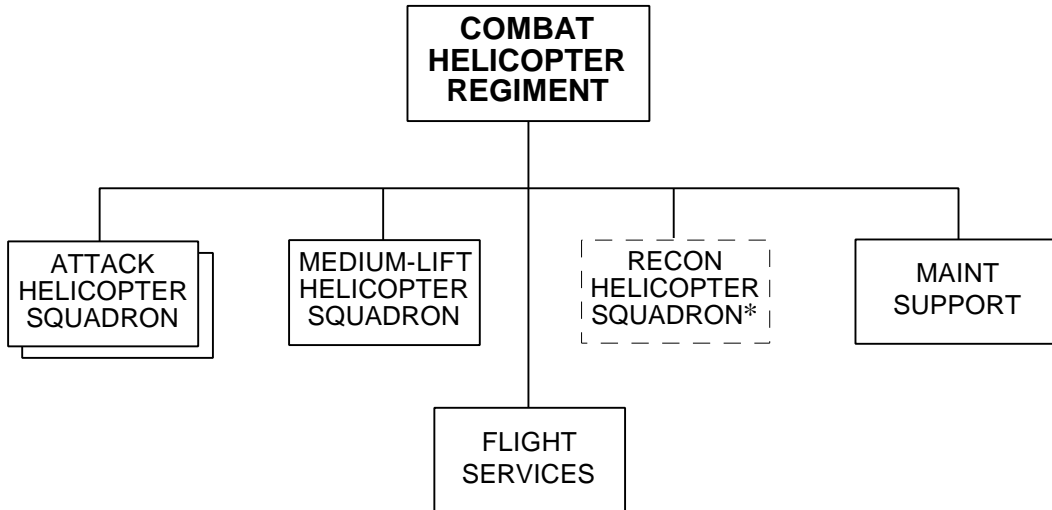 COMBAT
HELICOPTER
REGIMENT
ATTACK
HELICOPTER
SQUADRON
MEDIUM-LIFT
HELICOPTER
SQUADRON
RECON
HELICOPTER
SQUADRON*
MAINT
SUPPORT
FLIGHT
SERVICES